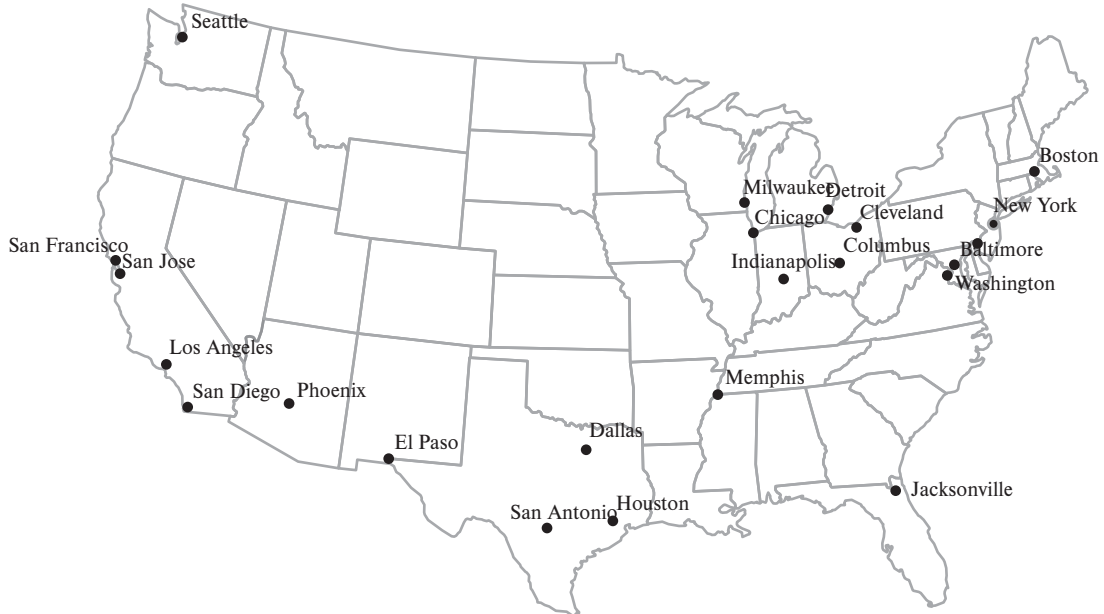 Seattle
Boston
Milwaukee
Detroit
New York
Chicago
Cleveland
San Francisco
Columbus
Baltimore
San Jose
Indianapolis
Washington
Los Angeles
Memphis
San Diego
Phoenix
El Paso
Dallas
Jacksonville
San Antonio
Houston